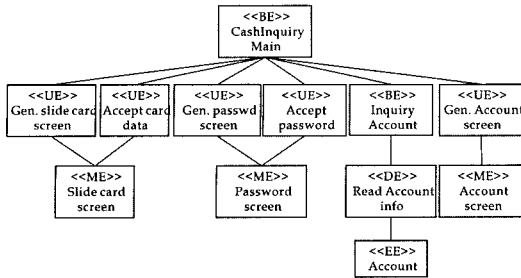 <<BE>>
CashInquiry
Main
<<UE>>
Gen. slide card
screen
<<UE>>
Accept card
data
<<UE>>
Gen. passwd
screen
<<UE>>
Accept
password
<<BE>>
Inquiry
Account
<<UE>>
Gen. Account
screen
<<ME>>
Slide card
screen
<<ME>>
Password
screen
<<DE>>
Read Account
info
<<ME>>
Account
screen
<<EE>>
Account